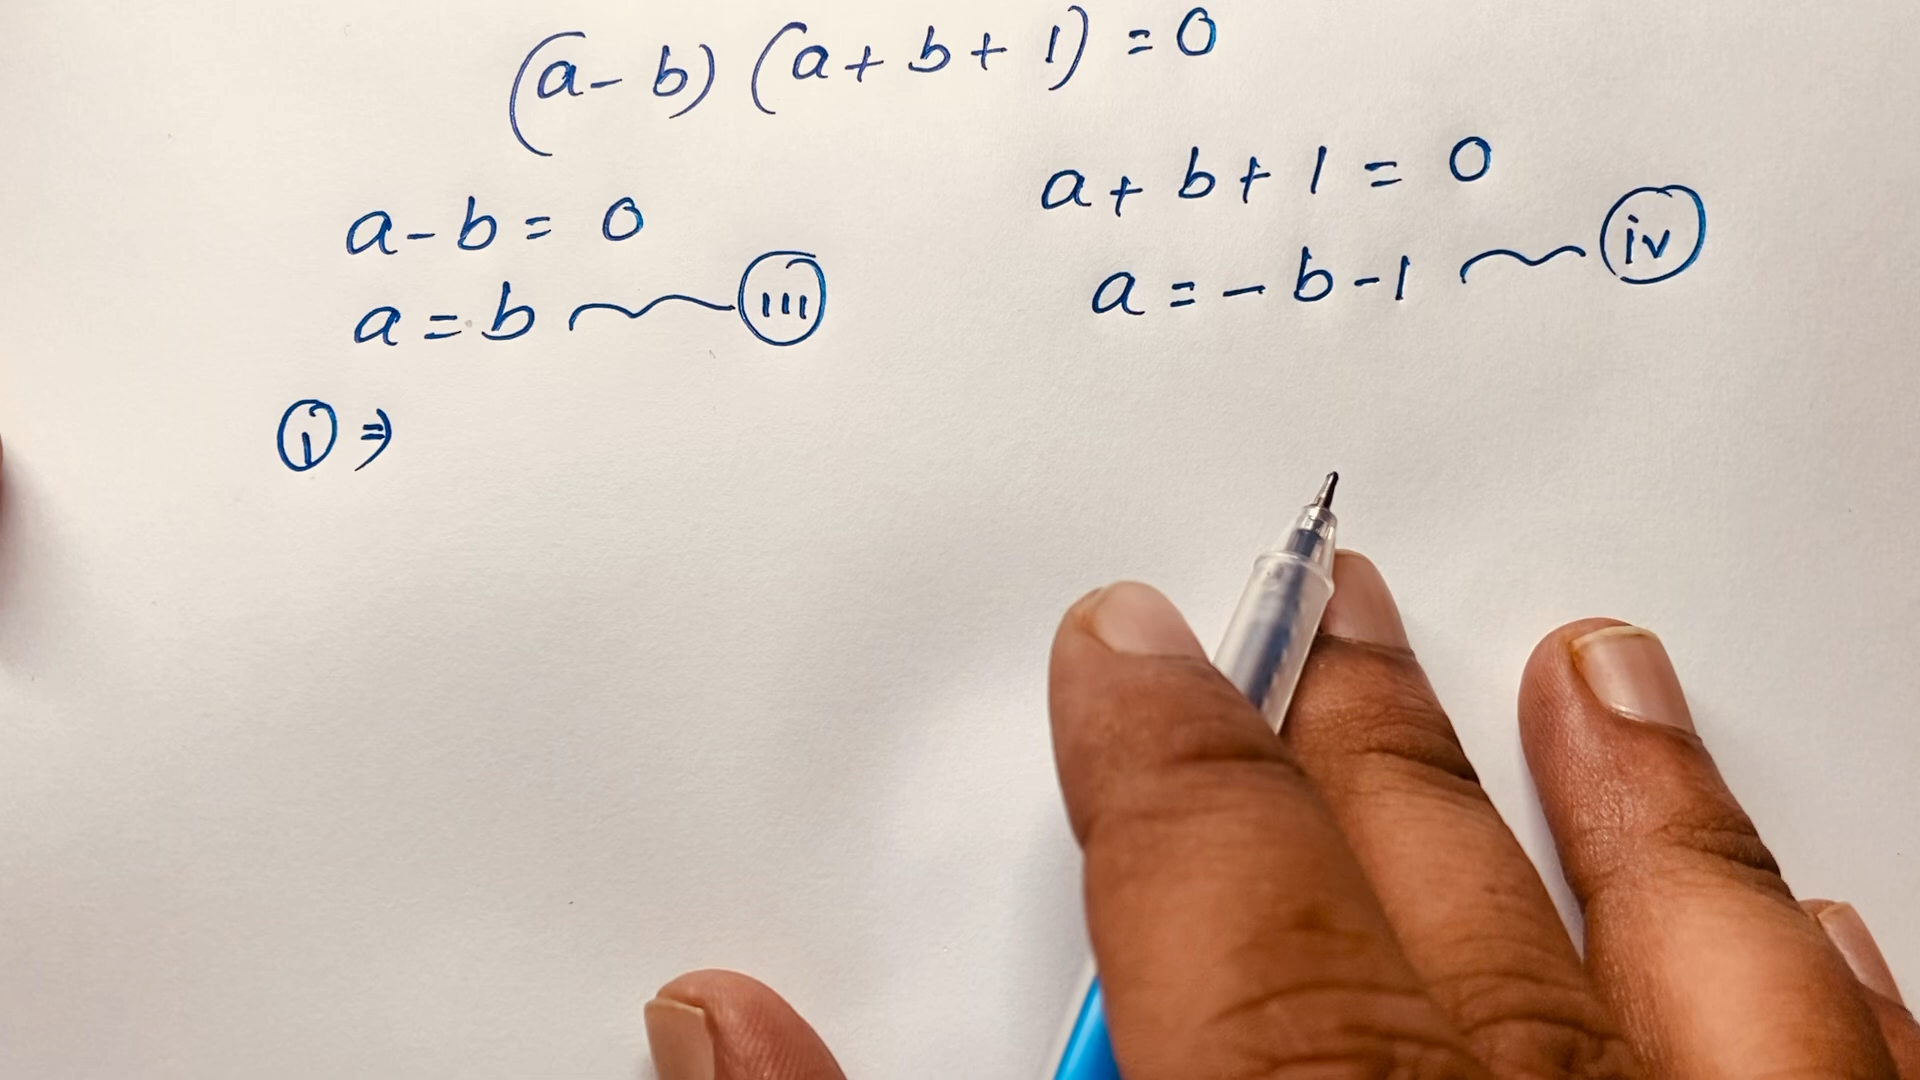 (a - b) (a + b + 1) = 0
a - b = 0
a = b ~ (iii)
(i) ⇒
a + b + 1 = 0
a = - b - 1 ~ (iv)